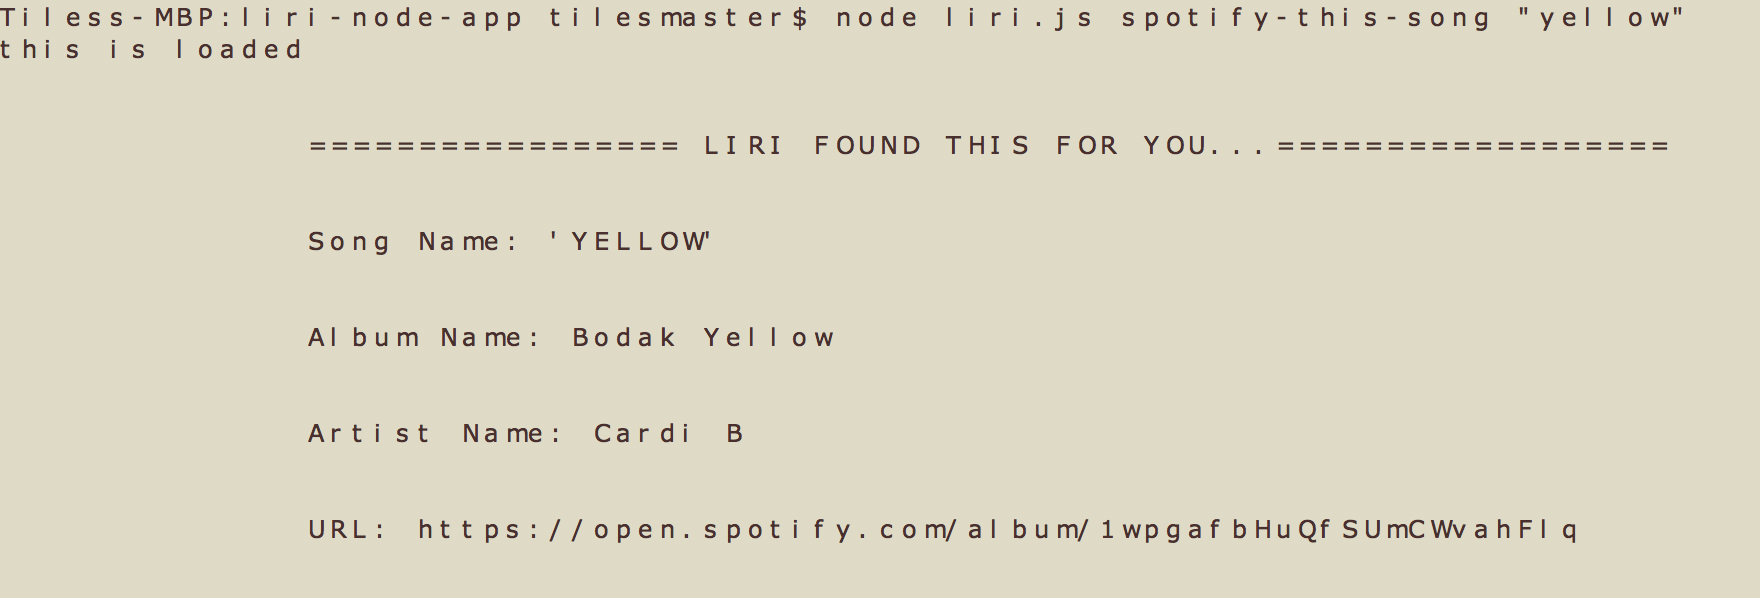 Tiless-MBP:liri-node-app tilesmaster$ node liri.js spotify-this-song "yellow"
this is loaded
================= LIRI FOUND THIS FOR YOU...==================
Song Name: 'YELLOW'
Album Name: Bodak Yellow
Artist Name: Cardi B
URL: https://open.spotify.com/album/1wpgafbHuQfSUmCWvahFlq